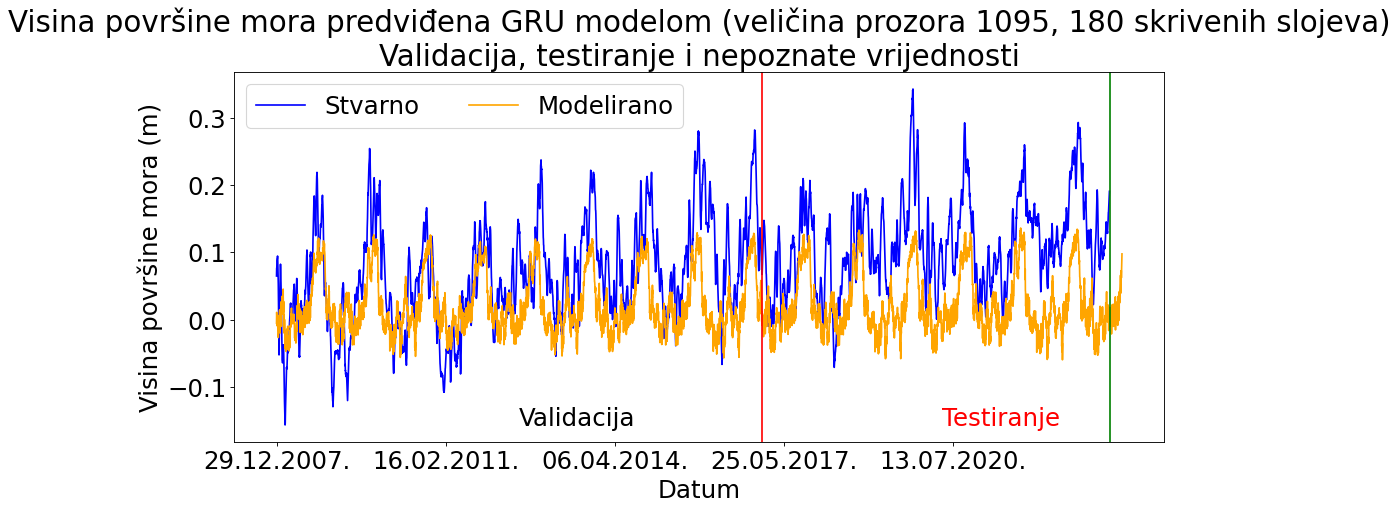 Visina površine mora predviđena GRU modelom (veličina prozora 1095, 180 skrivenih slojeva)
Validacija, testiranje i nepoznate vrijednosti
Stvarno
Modelirano
Visina površine mora (m)
0.3
0.2
0.1
0.0
−0.1
Validacija
Testiranje
29.12.2007.
16.02.2011.
06.04.2014.
25.05.2017.
13.07.2020.
Datum